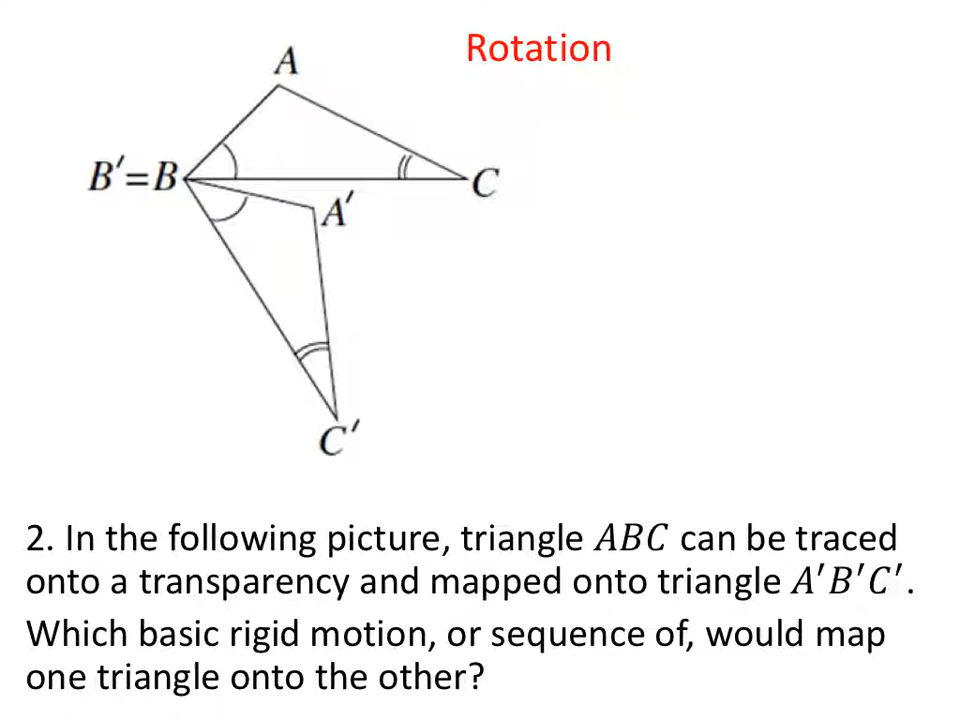 Rotation
A
B′=B
C
A′
C′
2. In the following picture, triangle ABC can be traced
onto a transparency and mapped onto triangle A′B′C′.
Which basic rigid motion, or sequence of, would map
one triangle onto the other?